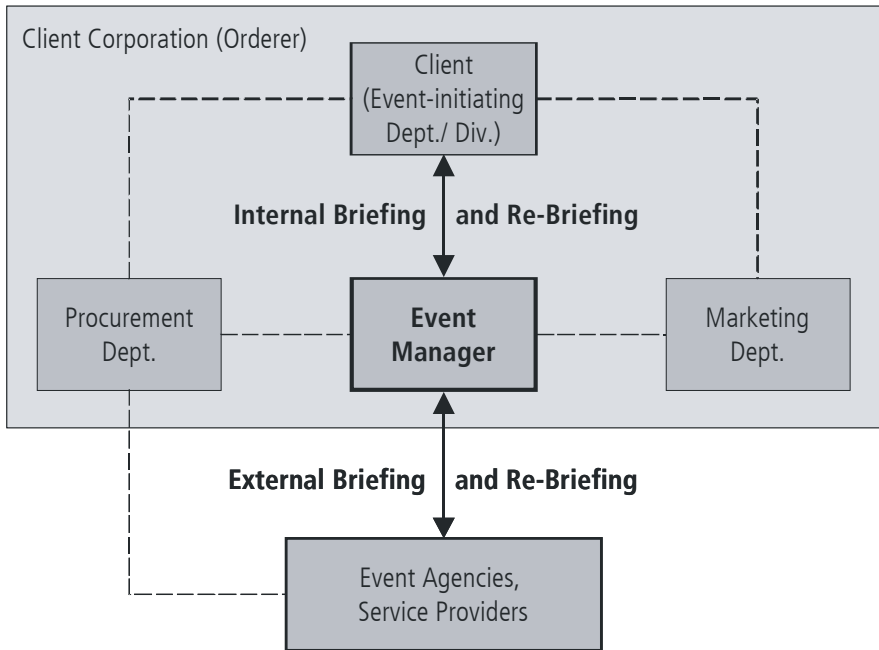 Client Corporation (Orderer)
Client
(Event-initiating
Dept./ Div.)
Internal Briefing and Re-Briefing
Procurement
Dept.
Event
Manager
Marketing
Dept.
External Briefing and Re-Briefing
Event Agencies,
Service Providers